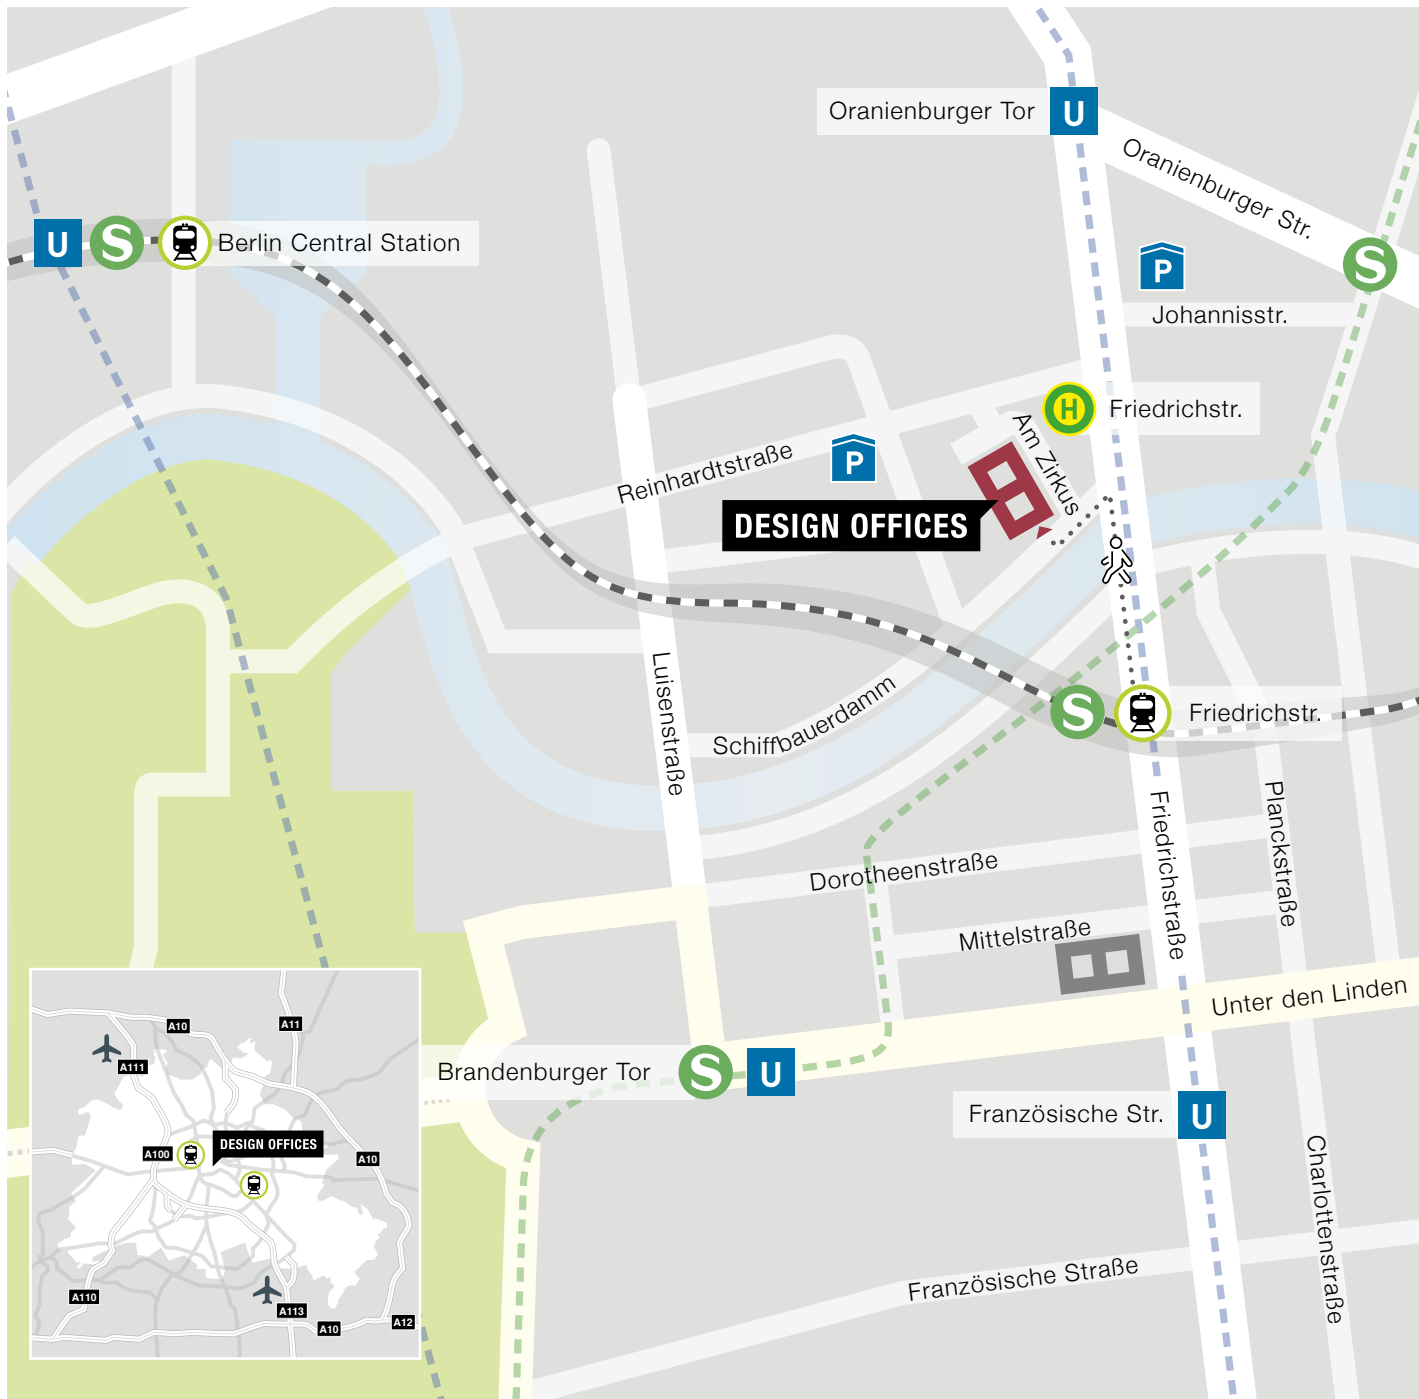 Oranienburger Tor
U
Oranienburger Str.
U
S
Berlin Central Station
S
P
Johannisstr.
H
Friedrichstr.
Am Zirkus
Reinhardtstraße
P
DESIGN OFFICES
Luisenstraße
Schiffbauerdamm
S
Friedrichstr.
Friedrichstraße
Planckstraße
Dorotheenstraße
Mittelstraße
Unter den Linden
Brandenburger Tor
S
U
Französische Str.
U
Charlottenstraße
Französische Straße
A10
A11
A111
A100
DESIGN OFFICES
A10
A110
A113
A10
A12